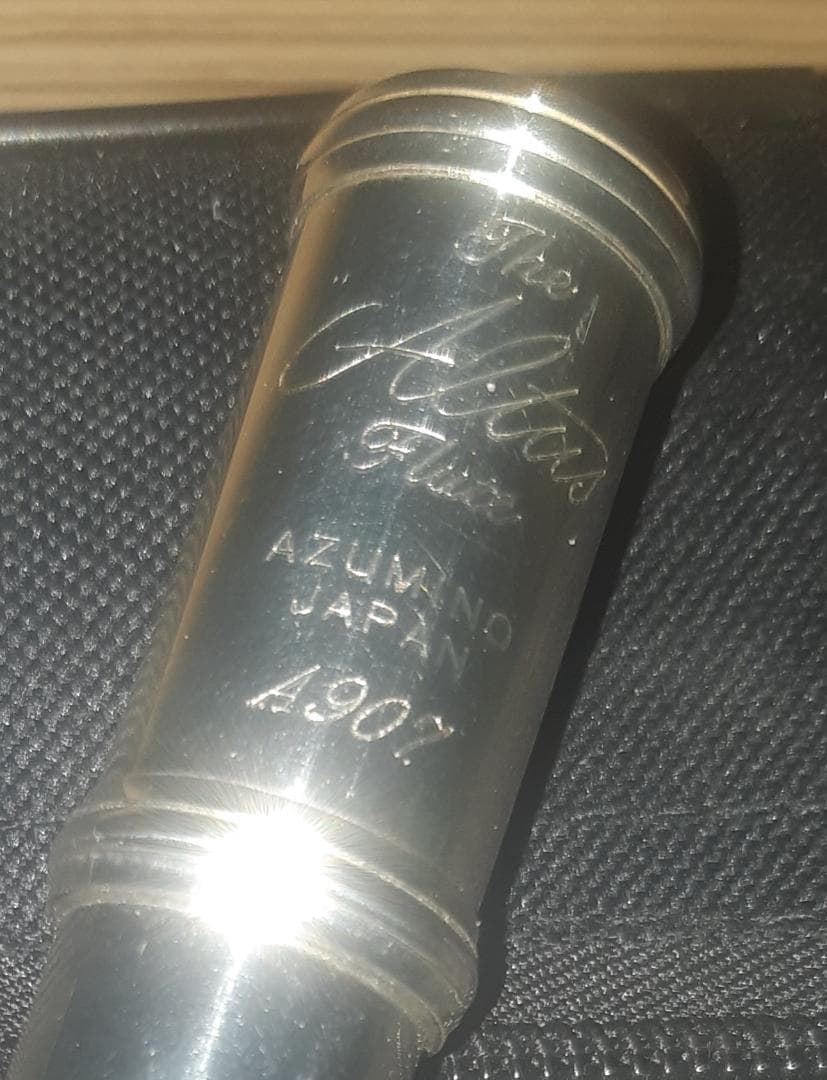 The
Altus
Flute
AZUMINO
JAPAN
A907